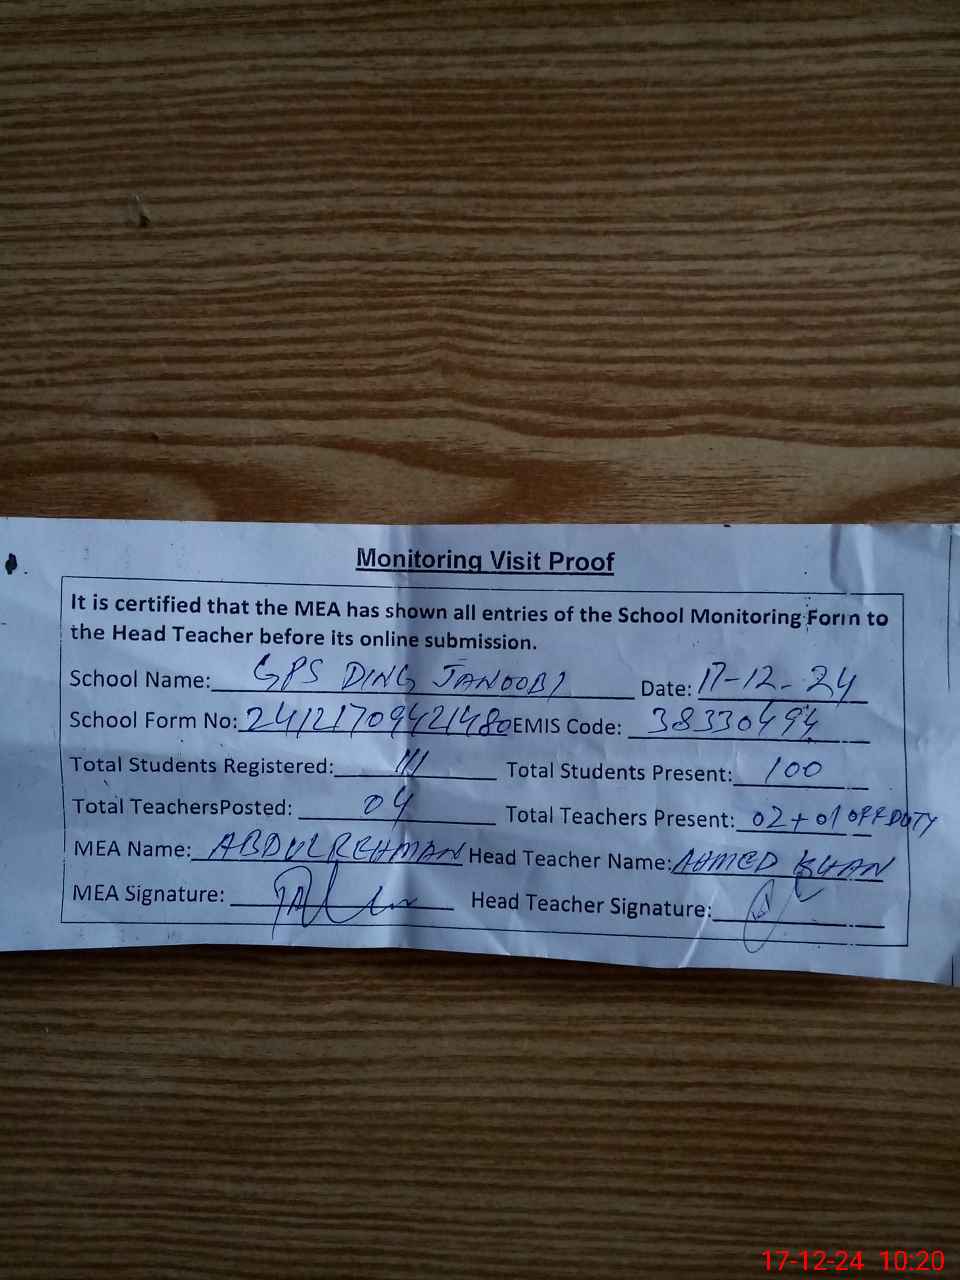 Monitoring Visit Proof
It is certified that the MEA has shown all entries of the School Monitoring Form to
the Head Teacher before its online submission.
School Name: GPS DING JANOOBI Date: 17-12-24
School Form No: 24121709421480 EMIS Code: 38330494
Total Students Registered: 111 Total Students Present: 100
Total TeachersPosted: 04 Total Teachers Present: 02+01 OFF DUTY
MEA Name: ABDUL REHMAN Head Teacher Name: AHMED KHAN
MEA Signature: Head Teacher Signature:
17-12-24 10:20